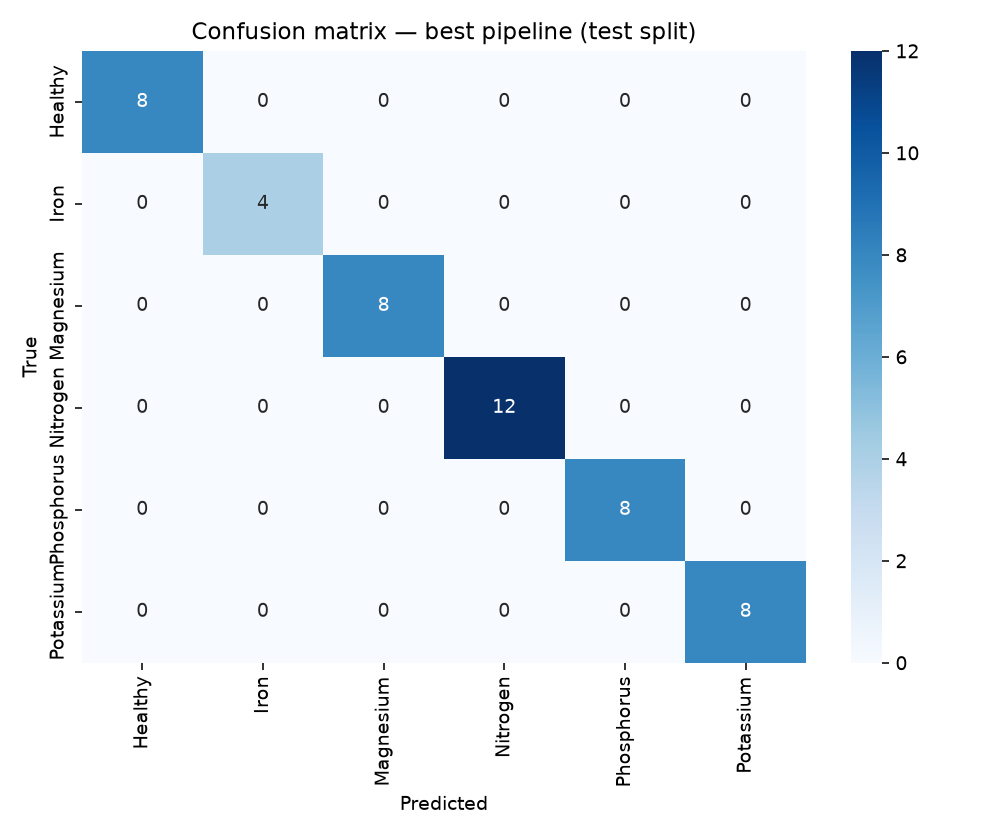 Confusion matrix — best pipeline (test split)
True
Healthy
8 0 0 0 0 0
Iron
0 4 0 0 0 0
Magnesium
0 0 8 0 0 0
Nitrogen
0 0 0 12 0 0
Phosphorus
0 0 0 0 8 0
Potassium
0 0 0 0 0 8
Healthy Iron Magnesium Nitrogen Phosphorus Potassium
Predicted
12
10
8
6
4
2
0